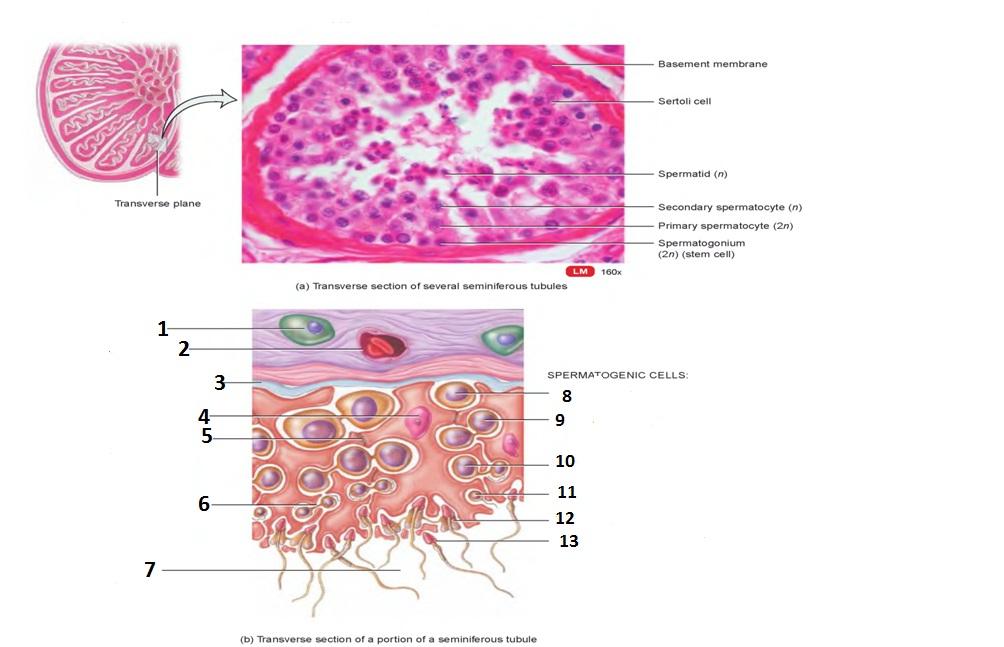 Basement membrane
Sertoli cell
Spermatid (n)
Secondary spermatocyte (n)
Primary spermatocyte (2n)
Spermatogonium
(2n) (stem cell)
Transverse plane
LM 160x
(a) Transverse section of several seminiferous tubules
1
2
3
4
5
6
7
SPERMATOGENIC CELLS:
8
9
10
11
12
13
(b) Transverse section of a portion of a seminiferous tubule